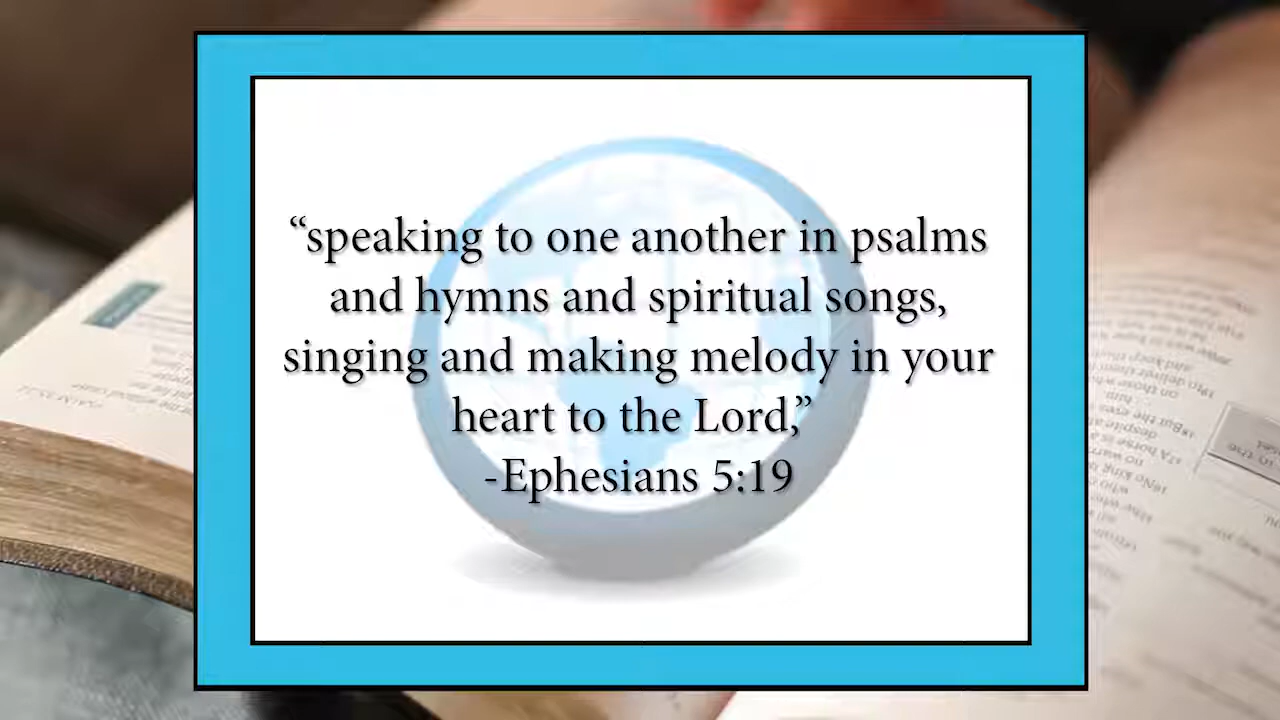 “speaking to one another in psalms
and hymns and spiritual songs,
singing and making melody in your
heart to the Lord,”
-Ephesians 5:19